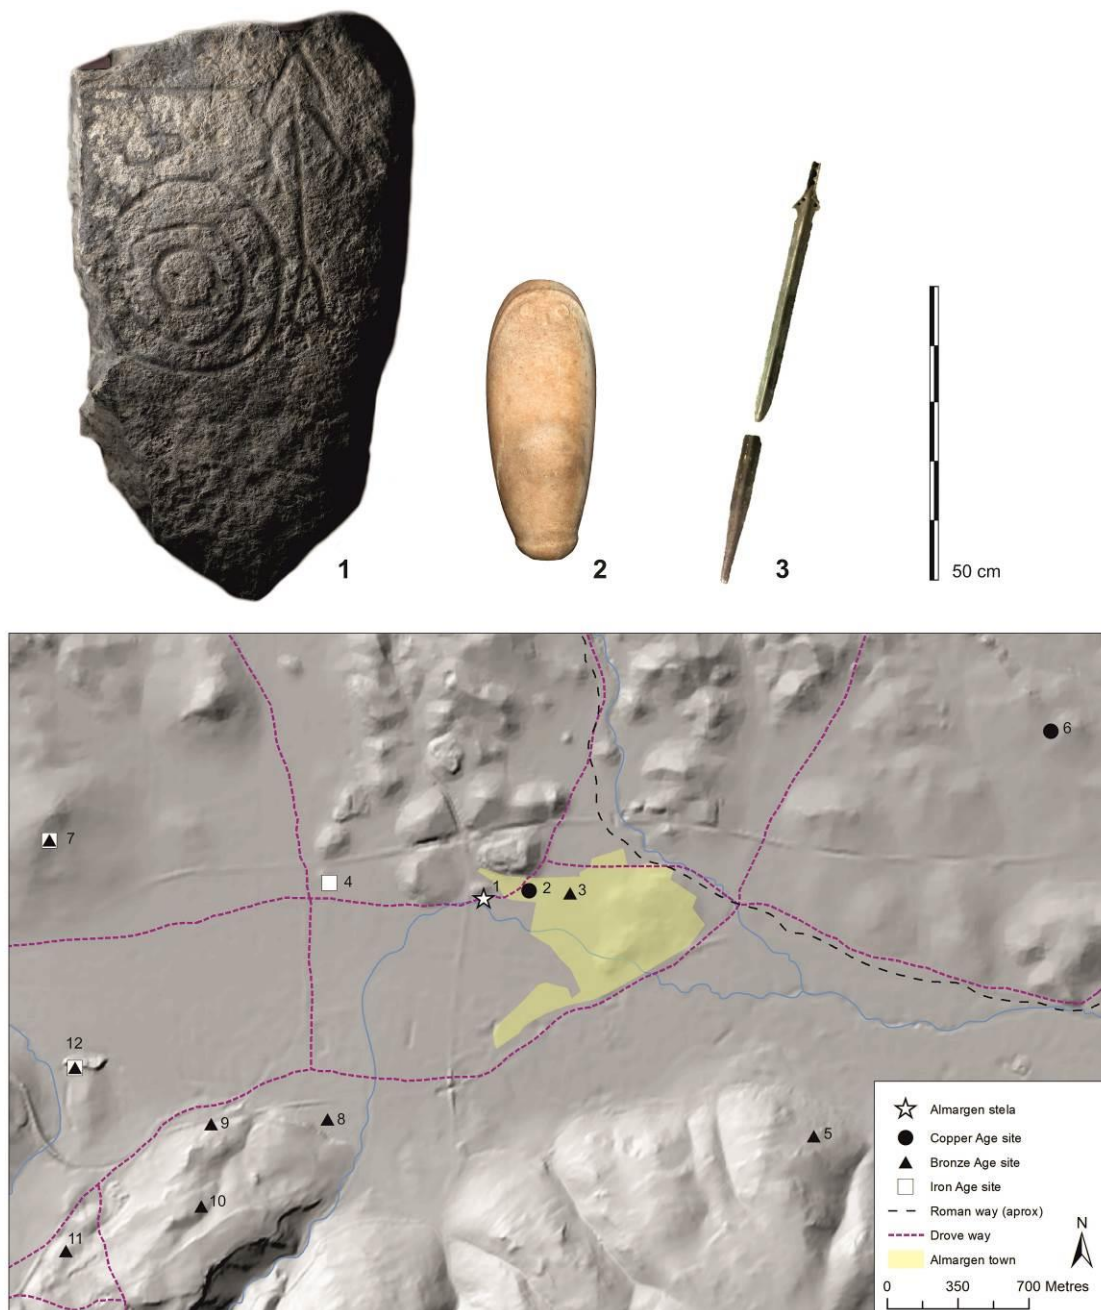 1
2
3
50 cm
6
7
4
1
2
3
12
9
8
5
10
11
Almargen stela
Copper Age site
Bronze Age site
Iron Age site
Roman way (aprox)
Drove way
Almargen town
N
0 350 700 Metres